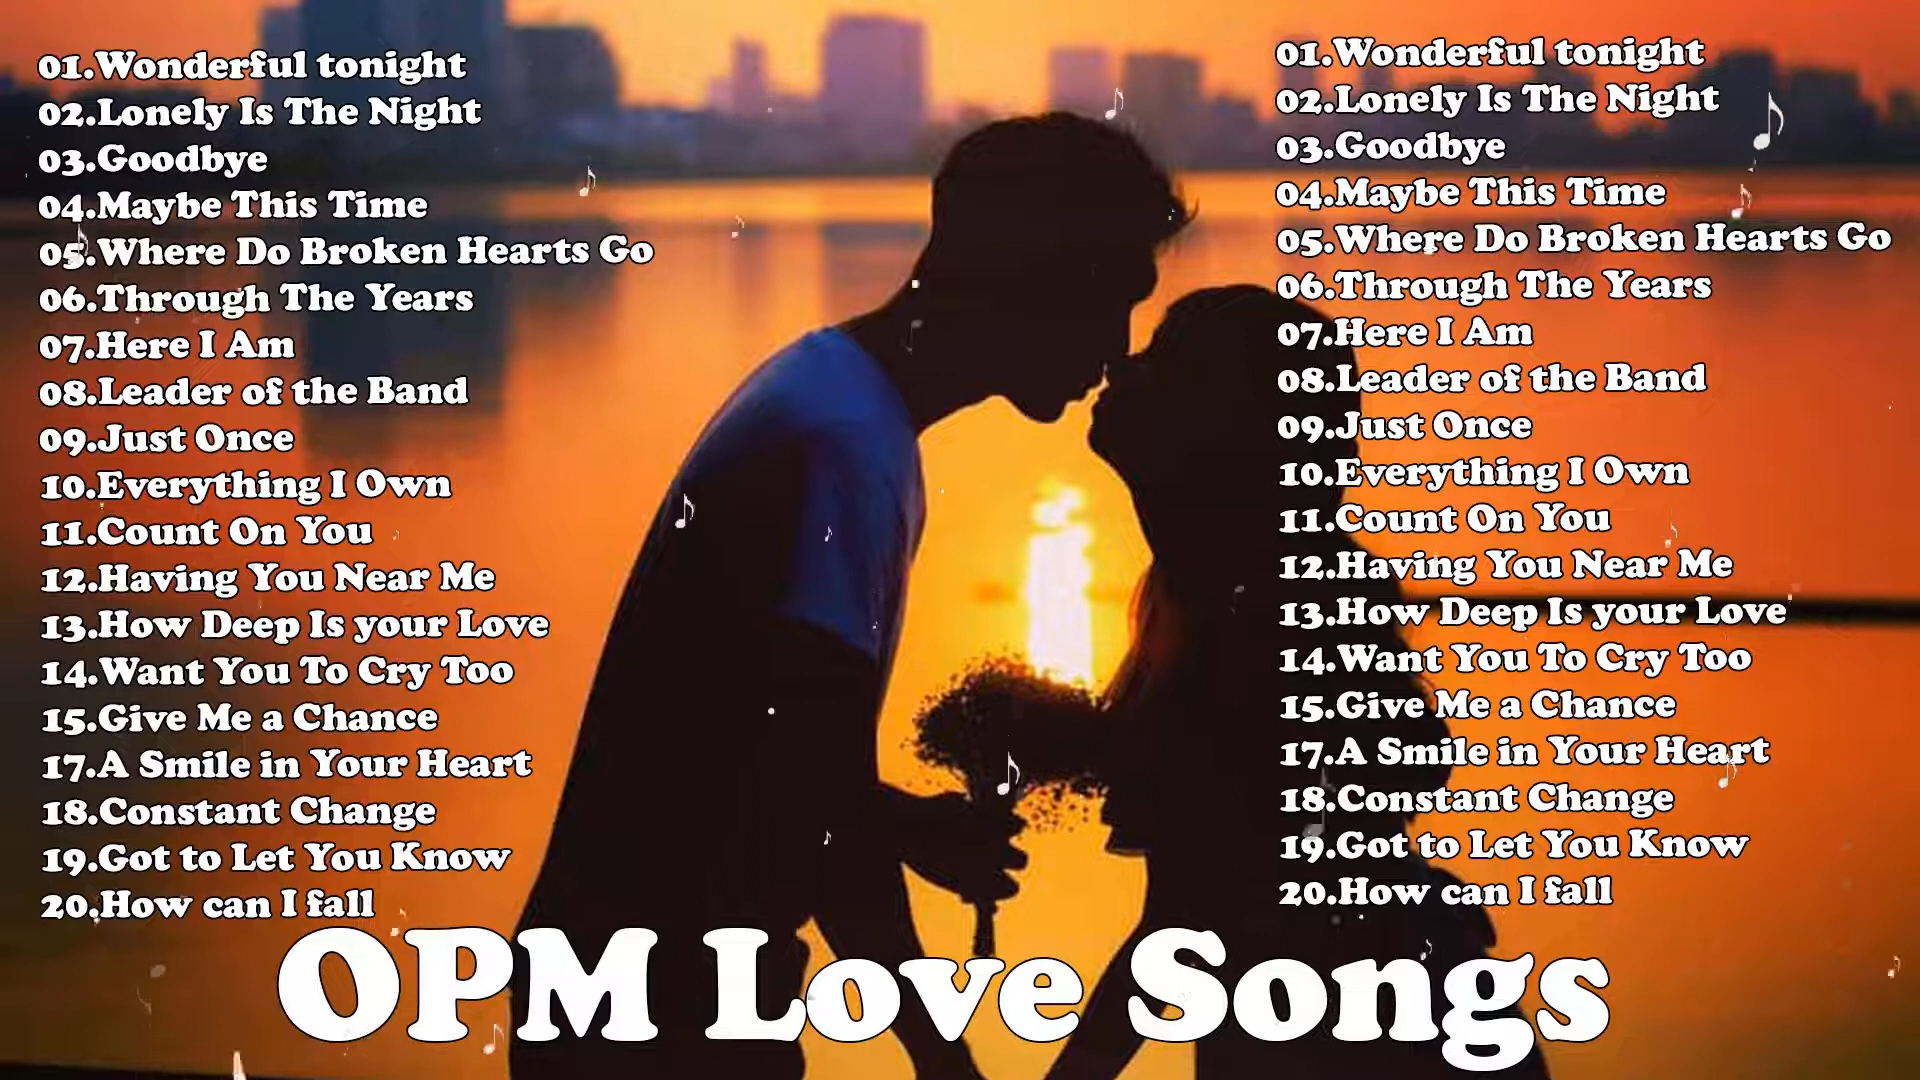 01.Wonderful tonight
02.Lonely Is The Night
03.Goodbye
04.Maybe This Time
05.Where Do Broken Hearts Go
06.Through The Years
07.Here I Am
08.Leader of the Band
09.Just Once
10.Everything I Own
11.Count On You
12.Having You Near Me
13.How Deep Is your Love
14.Want You To Cry Too
15.Give Me a Chance
17.A Smile in Your Heart
18.Constant Change
19.Got to Let You Know
20.How can I fall
01.Wonderful tonight
02.Lonely Is The Night
03.Goodbye
04.Maybe This Time
05.Where Do Broken Hearts Go
06.Through The Years
07.Here I Am
08.Leader of the Band
09.Just Once
10.Everything I Own
11.Count On You
12.Having You Near Me
13.How Deep Is your Love
14.Want You To Cry Too
15.Give Me a Chance
17.A Smile in Your Heart
18.Constant Change
19.Got to Let You Know
20.How can I fall
OPM Love Songs